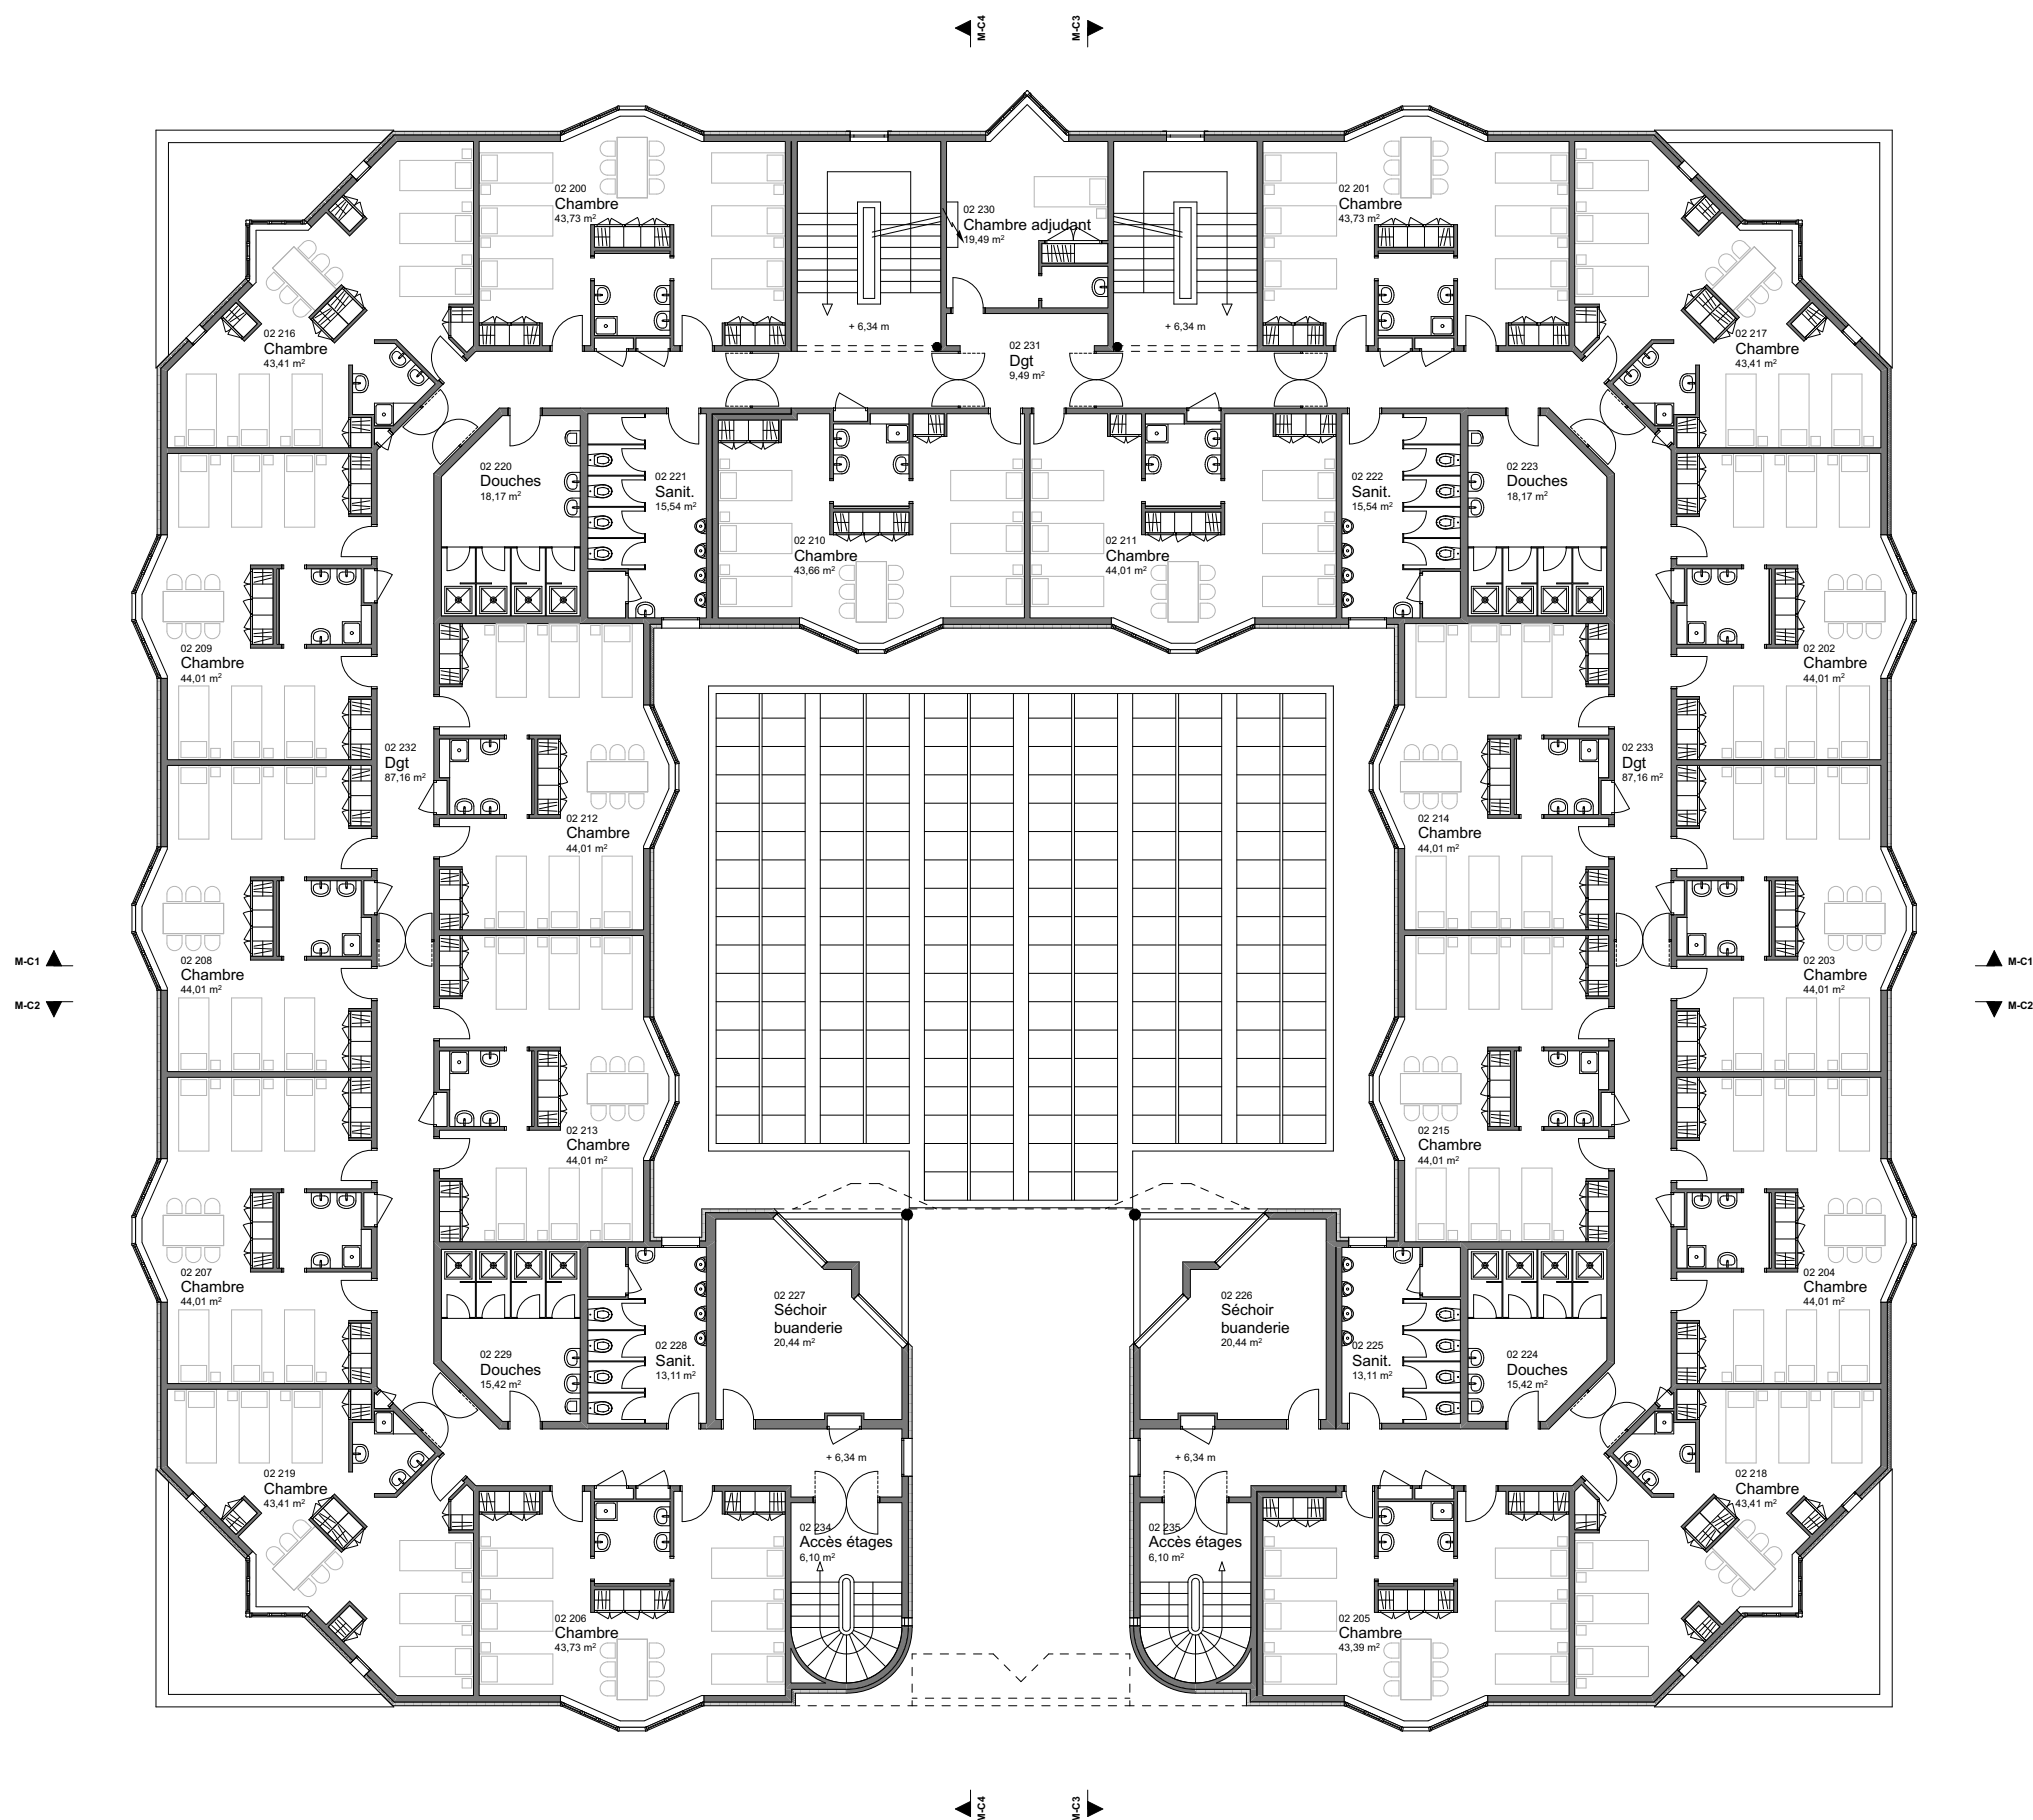 M-C4
M-C3
02 200
Chambre
43,73 m²
02 230
Chambre adjudant
19,49 m²
02 201
Chambre
43,73 m²
02 216
Chambre
43,41 m²
+ 6,34 m
02 231
Dgt
9,49 m²
+ 6,34 m
02 217
Chambre
43,41 m²
02 220
Douches
18,17 m²
02 221
Sanit.
15,54 m²
02 222
Sanit.
15,54 m²
02 223
Douches
18,17 m²
02 210
Chambre
43,66 m²
02 211
Chambre
44,01 m²
02 209
Chambre
44,01 m²
02 202
Chambre
44,01 m²
02 232
Dgt
87,16 m²
02 233
Dgt
87,16 m²
02 212
Chambre
44,01 m²
02 214
Chambre
44,01 m²
M-C1
M-C2
02 208
Chambre
44,01 m²
02 203
Chambre
44,01 m²
M-C1
M-C2
02 213
Chambre
44,01 m²
02 215
Chambre
44,01 m²
02 207
Chambre
44,01 m²
02 204
Chambre
44,01 m²
02 227
Séchoir
buanderie
20,44 m²
02 226
Séchoir
buanderie
20,44 m²
02 229
Douches
15,42 m²
02 228
Sanit.
13,11 m²
02 225
Sanit.
13,11 m²
02 224
Douches
15,42 m²
02 219
Chambre
43,41 m²
+ 6,34 m
+ 6,34 m
02 218
Chambre
43,41 m²
02 234
Accès étages
6,10 m²
02 235
Accès étages
6,10 m²
02 206
Chambre
43,73 m²
02 205
Chambre
43,39 m²
M-C4
M-C3